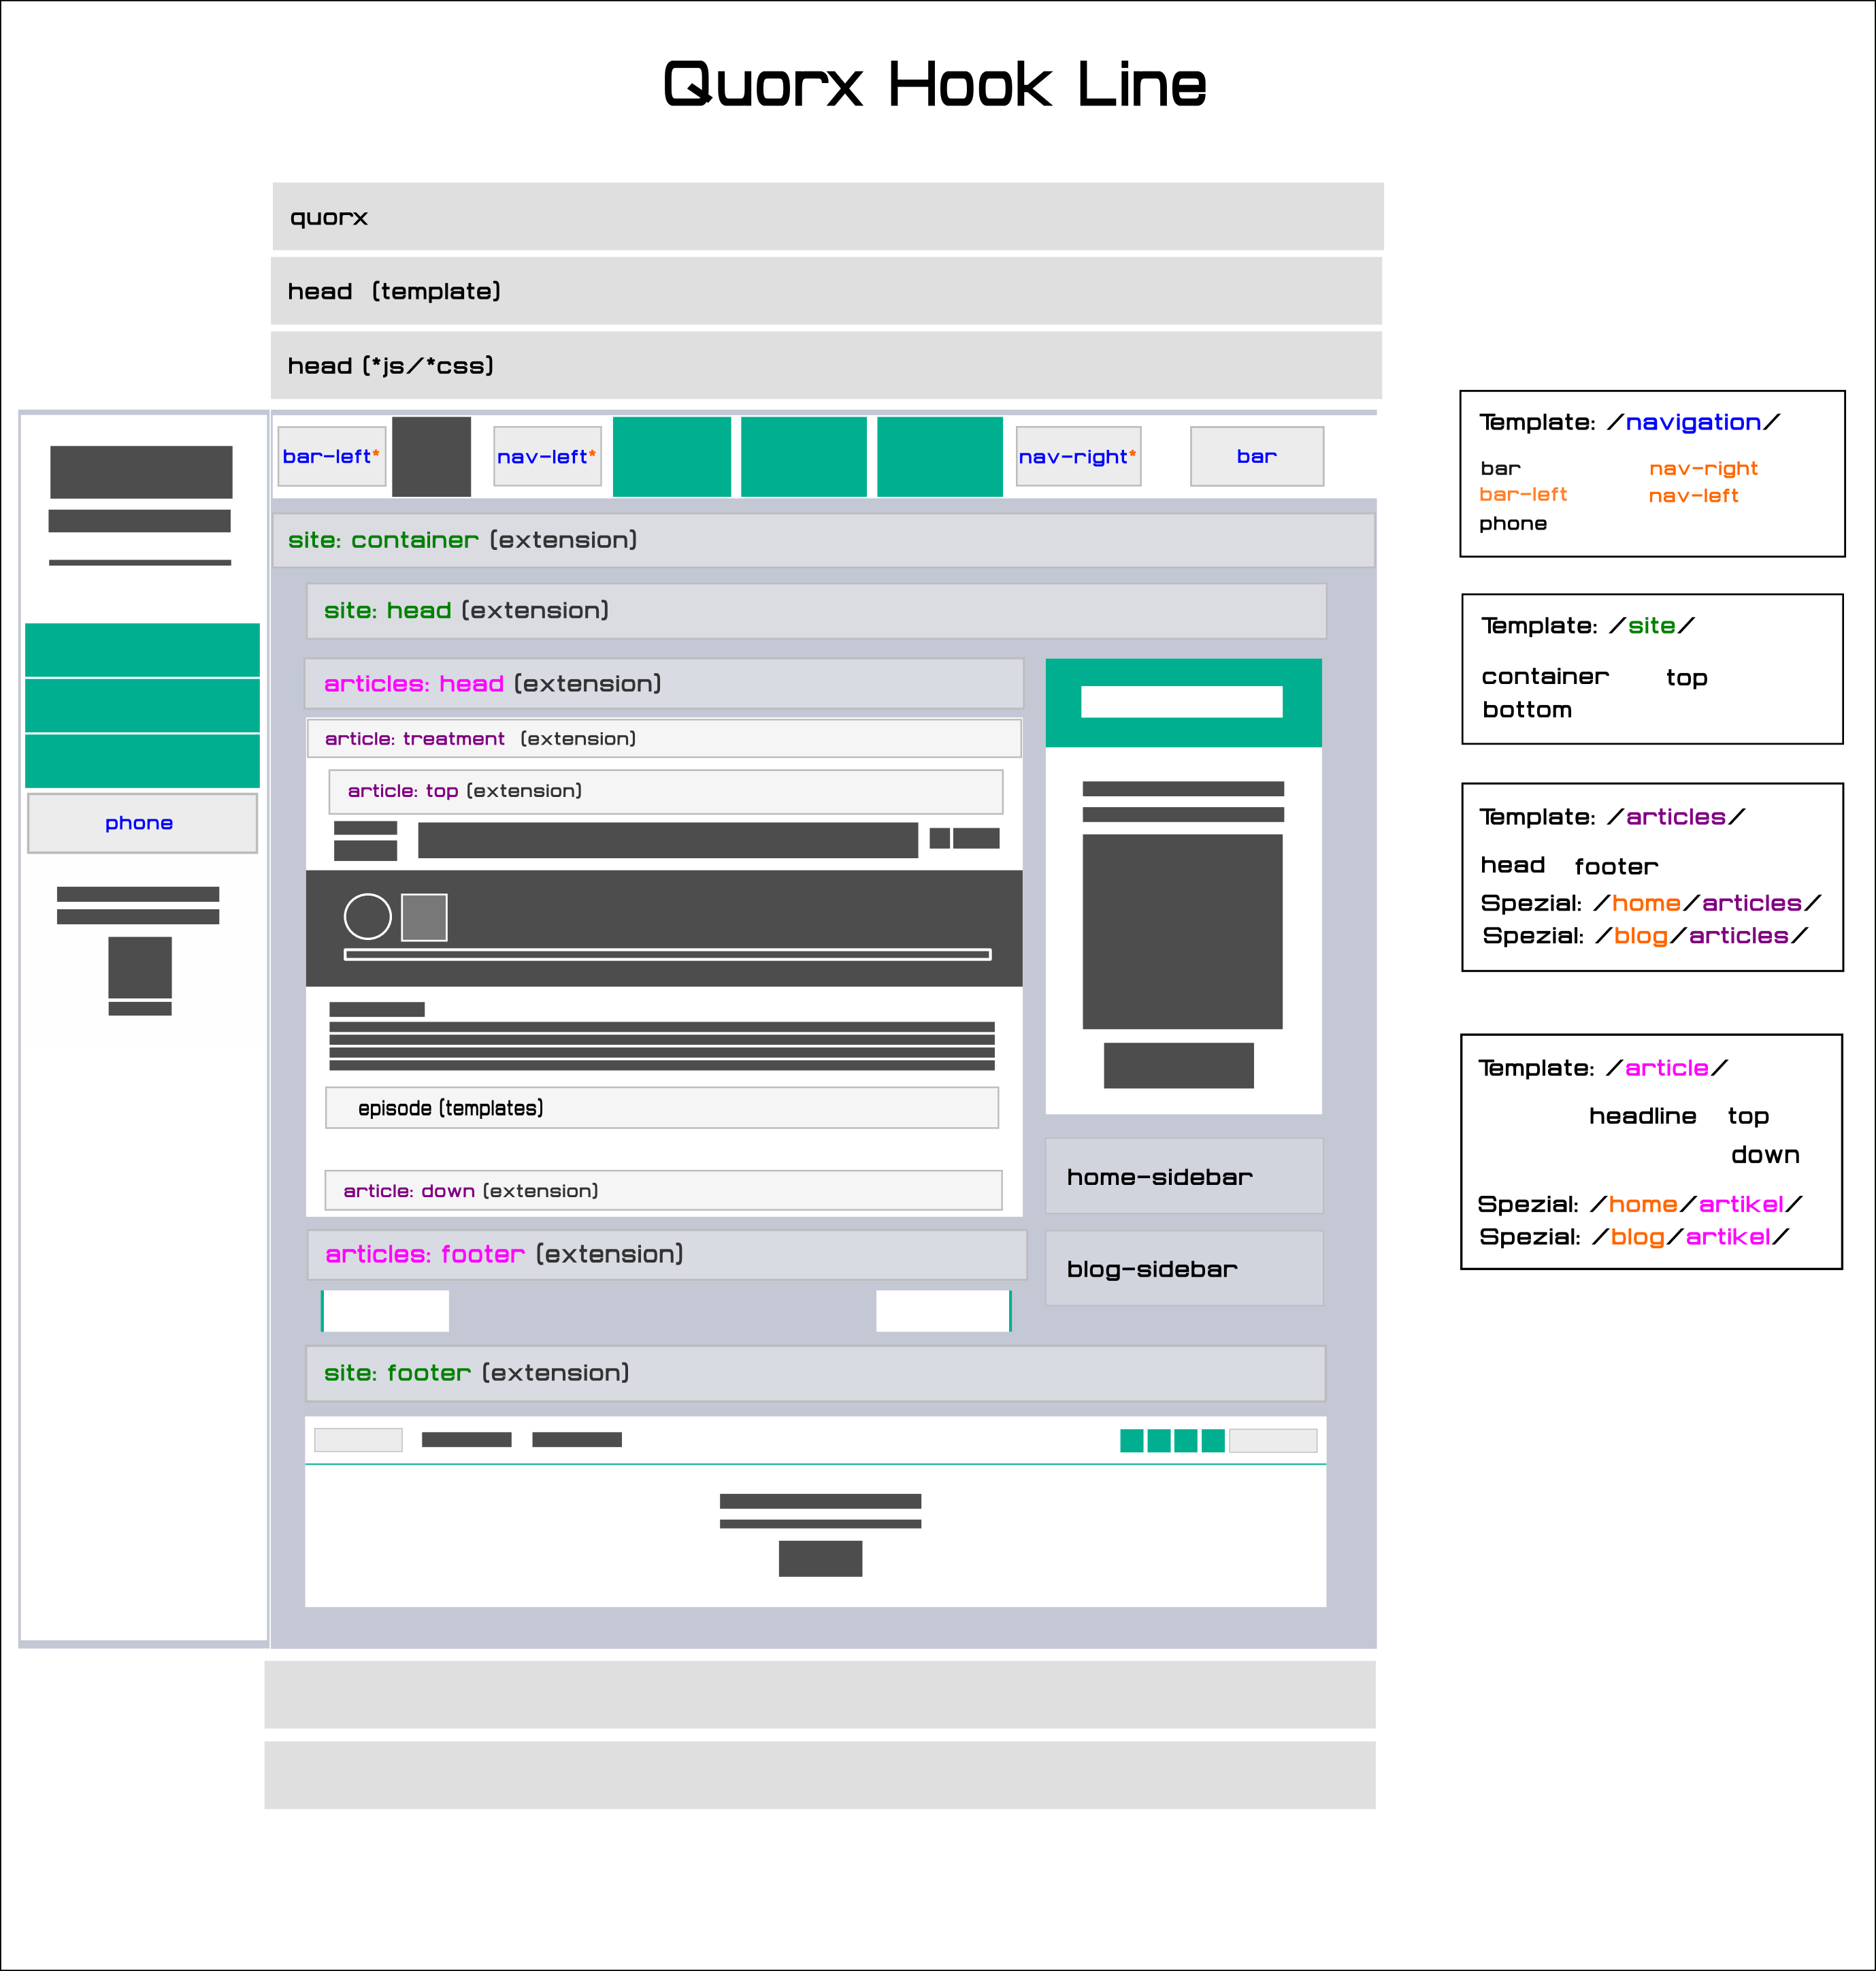 Quorx Hook Line
quorx
head (template)
head (*js/*css)
bar-left*
nav-left*
nav-right*
bar
site: container (extension)
site: head (extension)
articles: head (extension)
article: treatment (extension)
article: top (extension)
phone
episode (templates)
article: down (extension)
home-sidebar
articles: footer (extension)
blog-sidebar
site: footer (extension)
Template: /navigation/
bar nav-right
bar-left nav-left
phone
Template: /site/
container top
bottom
Template: /articles/
head footer
Spezial: /home/articles/
Spezial: /blog/articles/
Template: /article/
headline top
down
Spezial: /home/artikel/
Spezial: /blog/artikel/